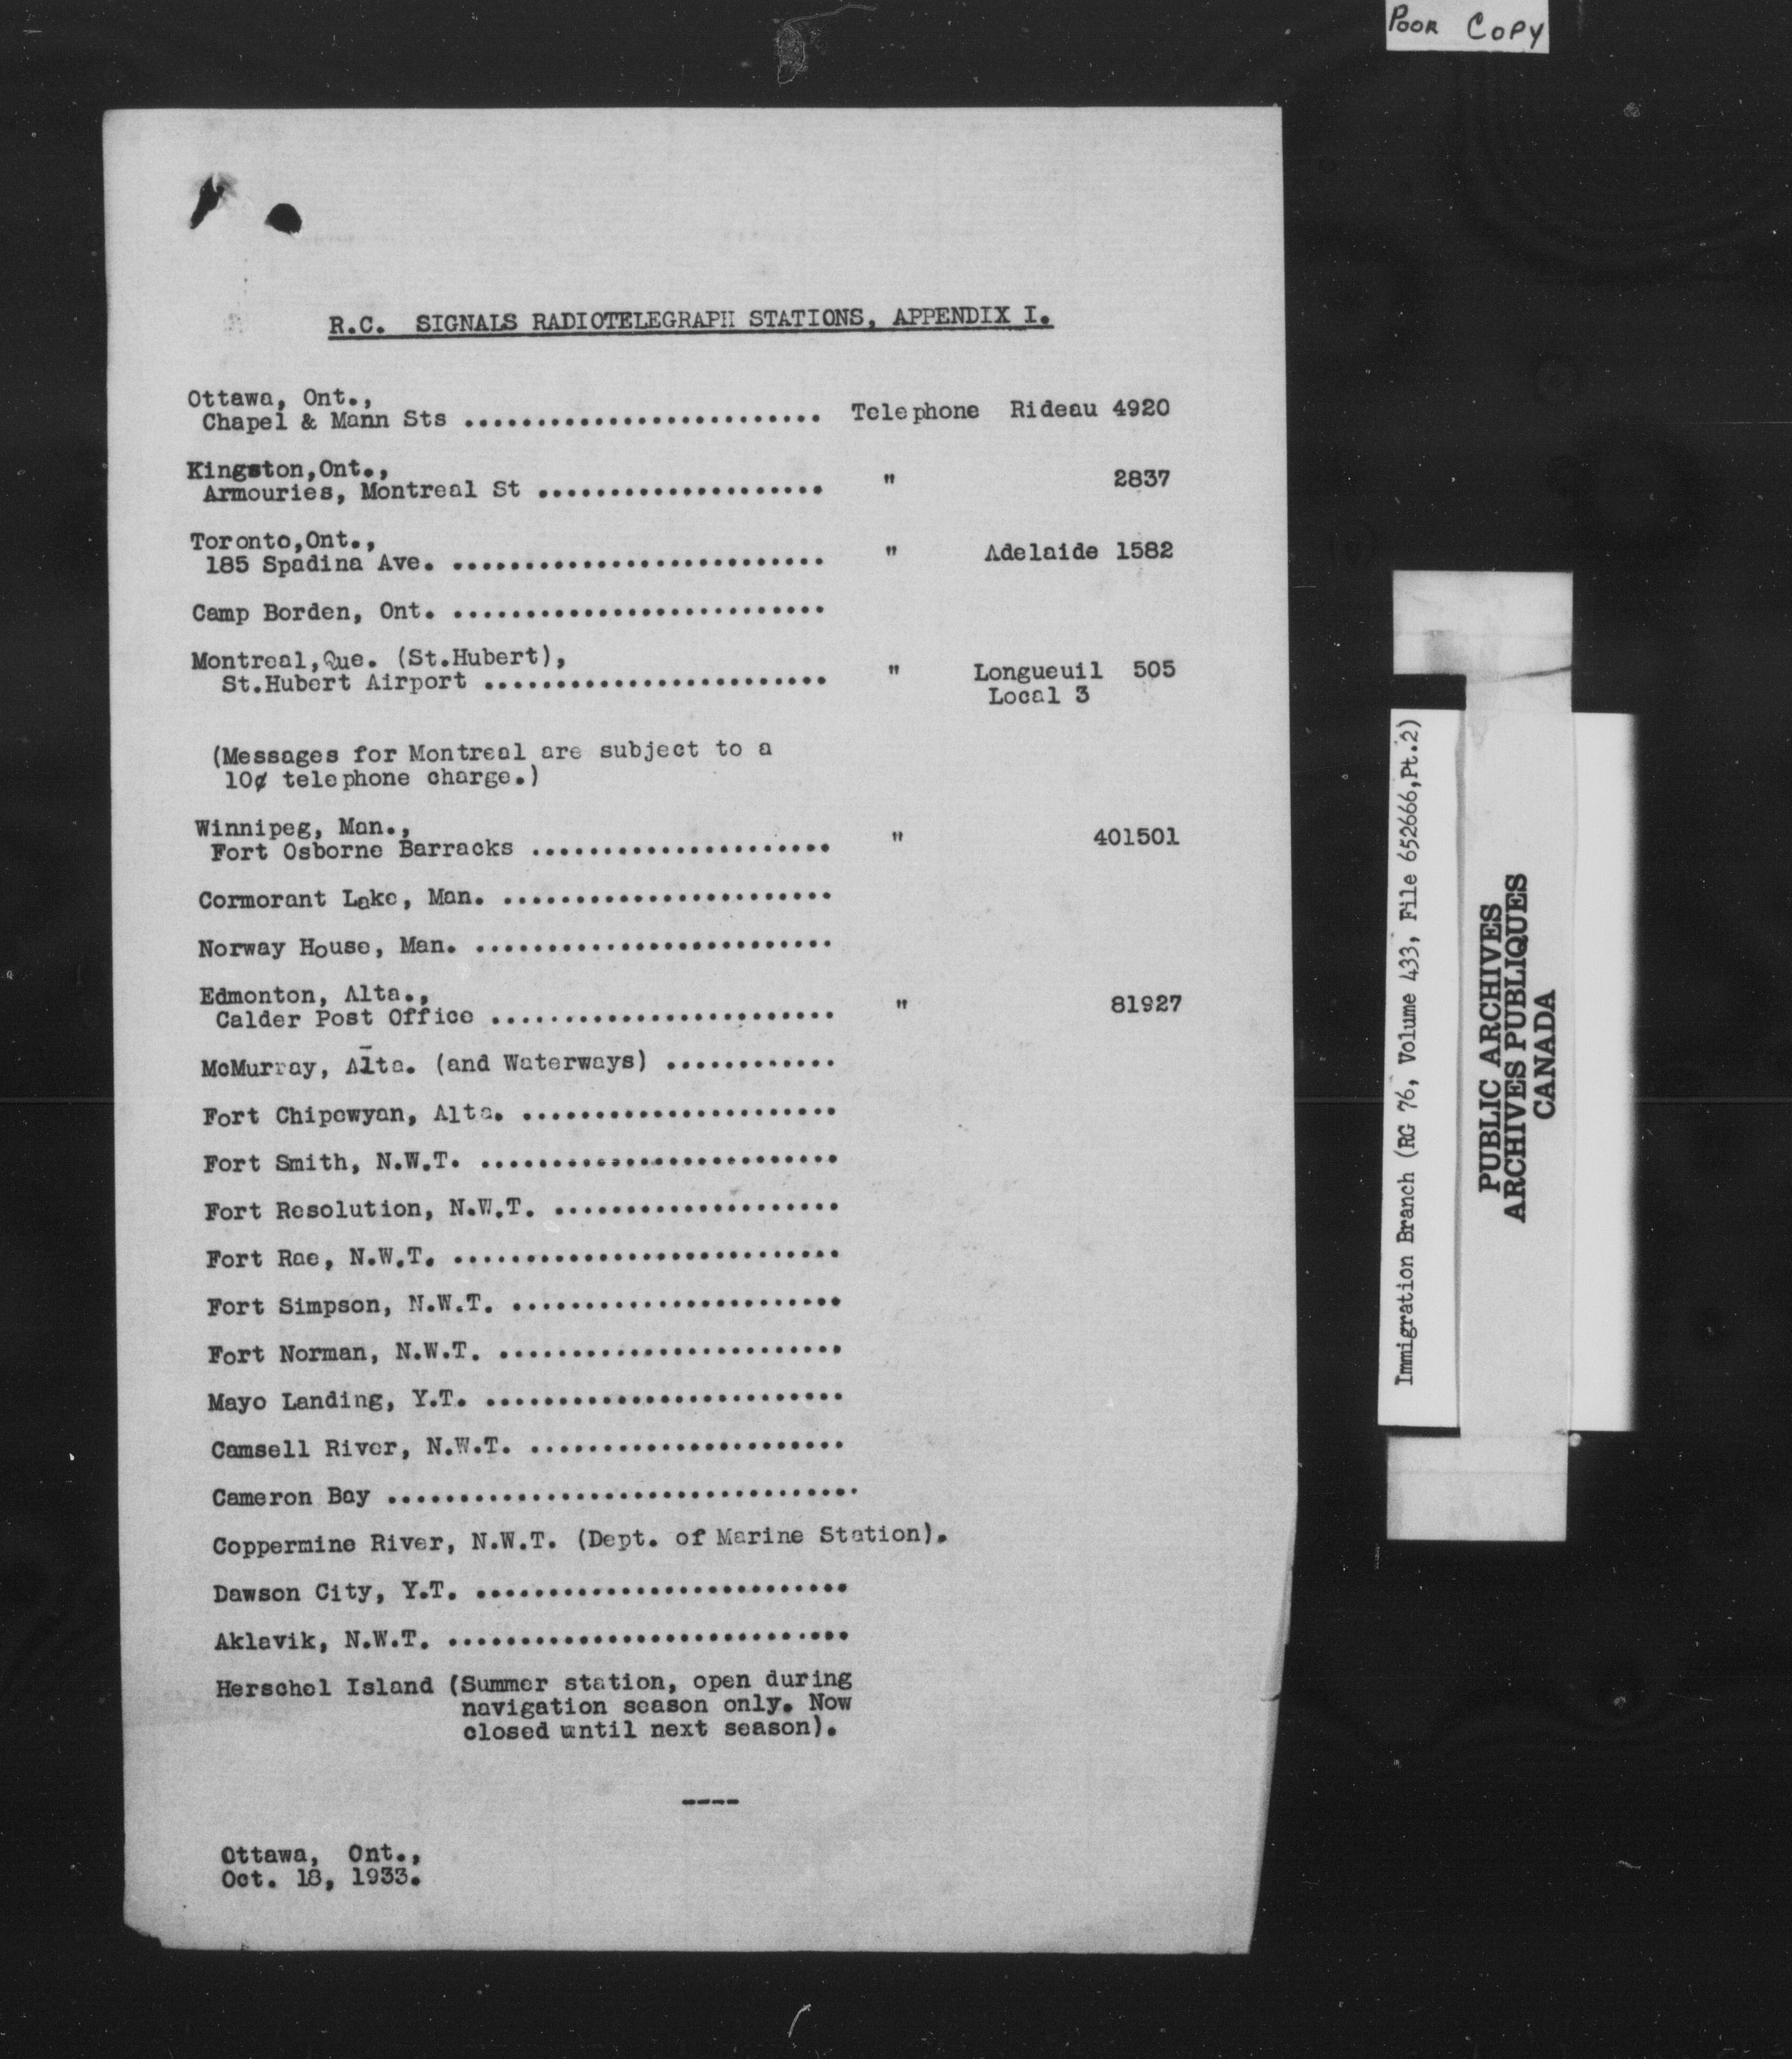 POOR COPY
R.C. SIGNALS RADIOTELEGRAPH STATIONS, APPENDIX I.
Ottawa, Ont.,
Chapel & Mann Sts ......................... Telephone Rideau 4920
Kingston,Ont.,
Armouries, Montreal St .................... " 2837
Toronto,Ont.,
185 Spadina Ave. .......................... " Adelaide 1582
Camp Borden, Ont. ..........................
Montreal,Que. (St.Hubert),
St.Hubert Airport ........................ " Longueuil 505
Local 3
(Messages for Montreal are subject to a
10¢ telephone charge.)
Winnipeg, Man.,
Fort Osborne Barracks ..................... " 401501
Cormorant Lake, Man. .......................
Norway House, Man. .........................
Edmonton, Alta.,
Calder Post Office ........................ " 81927
McMurray, Alta. (and Waterways) ............
Fort Chipewyan, Alta. ......................
Fort Smith, N.W.T. .........................
Fort Resolution, N.W.T. ....................
Fort Rae, N.W.T. ...........................
Fort Simpson, N.W.T. .......................
Fort Norman, N.W.T. ........................
Mayo Landing, Y.T. .........................
Camsell River, N.W.T. ......................
Cameron Bay .................................
Coppermine River, N.W.T. (Dept. of Marine Station).
Dawson City, Y.T. ..........................
Aklavik, N.W.T. ............................
Herschel Island (Summer station, open during
navigation season only. Now
closed until next season).
----
Ottawa, Ont.,
Oct. 18, 1933.
Immigration Branch (RG 76, Volume 433, File 652666,Pt.2)
PUBLIC ARCHIVES
ARCHIVES PUBLIQUES
CANADA